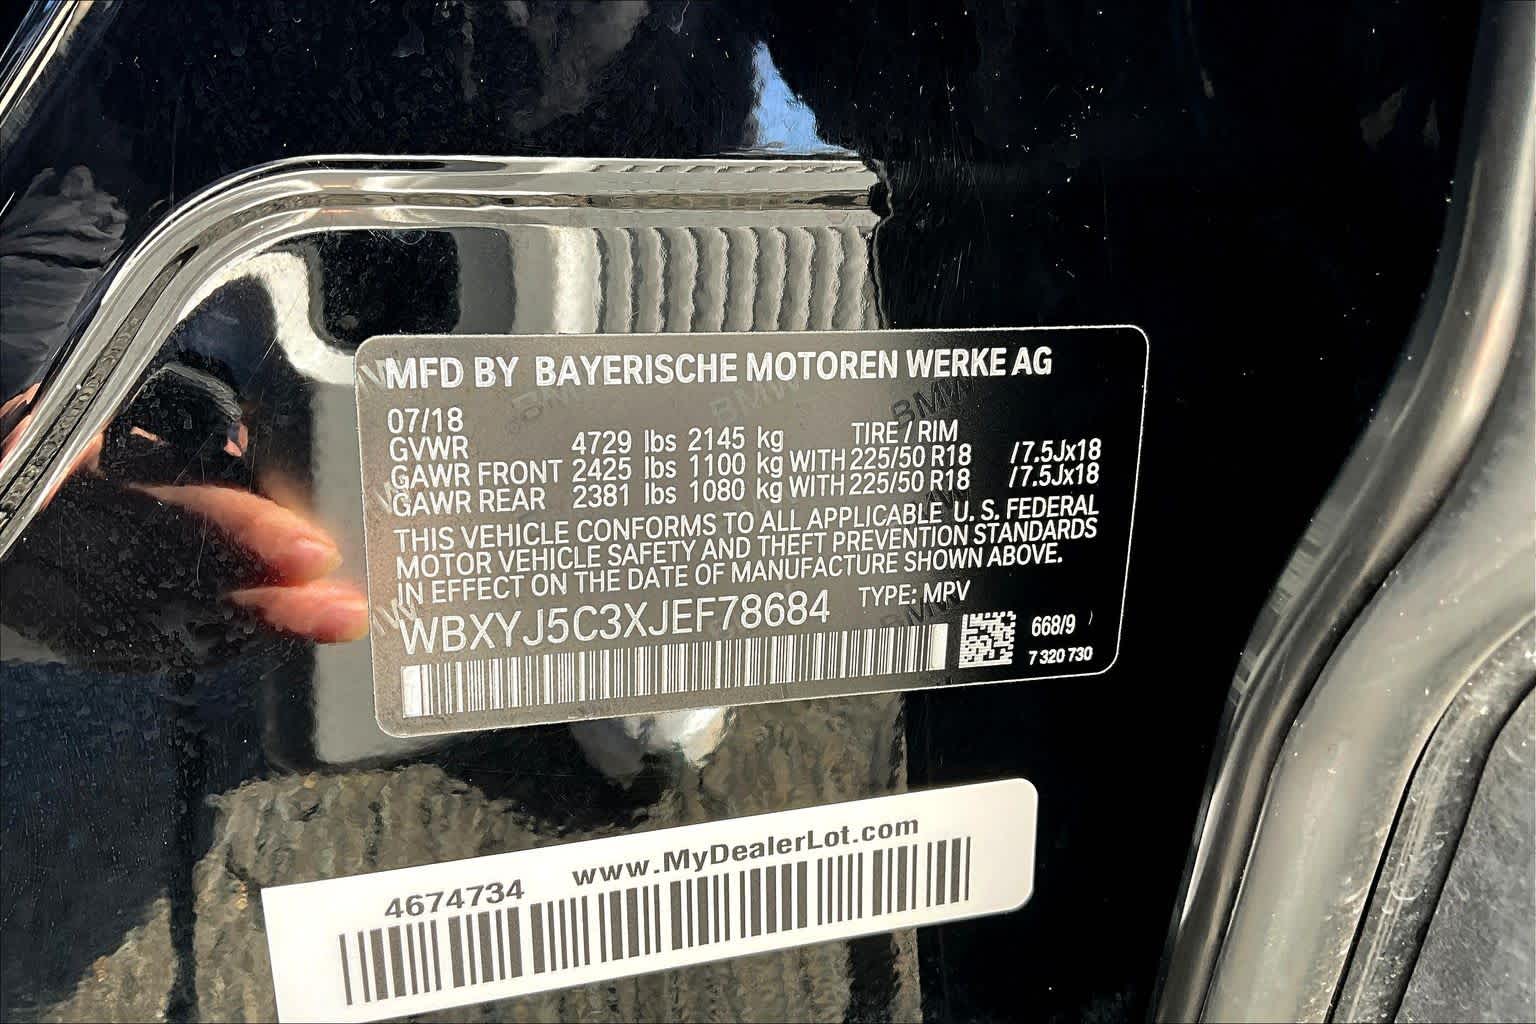 MFD BY BAYERISCHE MOTOREN WERKE AG
07/18
GVWR 4729 lbs 2145 kg TIRE / RIM
GAWR FRONT 2425 lbs 1100 kg WITH 225/50 R18 /7.5Jx18
GAWR REAR 2381 lbs 1080 kg WITH 225/50 R18 /7.5Jx18
THIS VEHICLE CONFORMS TO ALL APPLICABLE U. S. FEDERAL
MOTOR VEHICLE SAFETY AND THEFT PREVENTION STANDARDS
IN EFFECT ON THE DATE OF MANUFACTURE SHOWN ABOVE.
WBXYJ5C3XJEF78684 TYPE: MPV
668/9
7 320 730
www.MyDealerLot.com
4674734